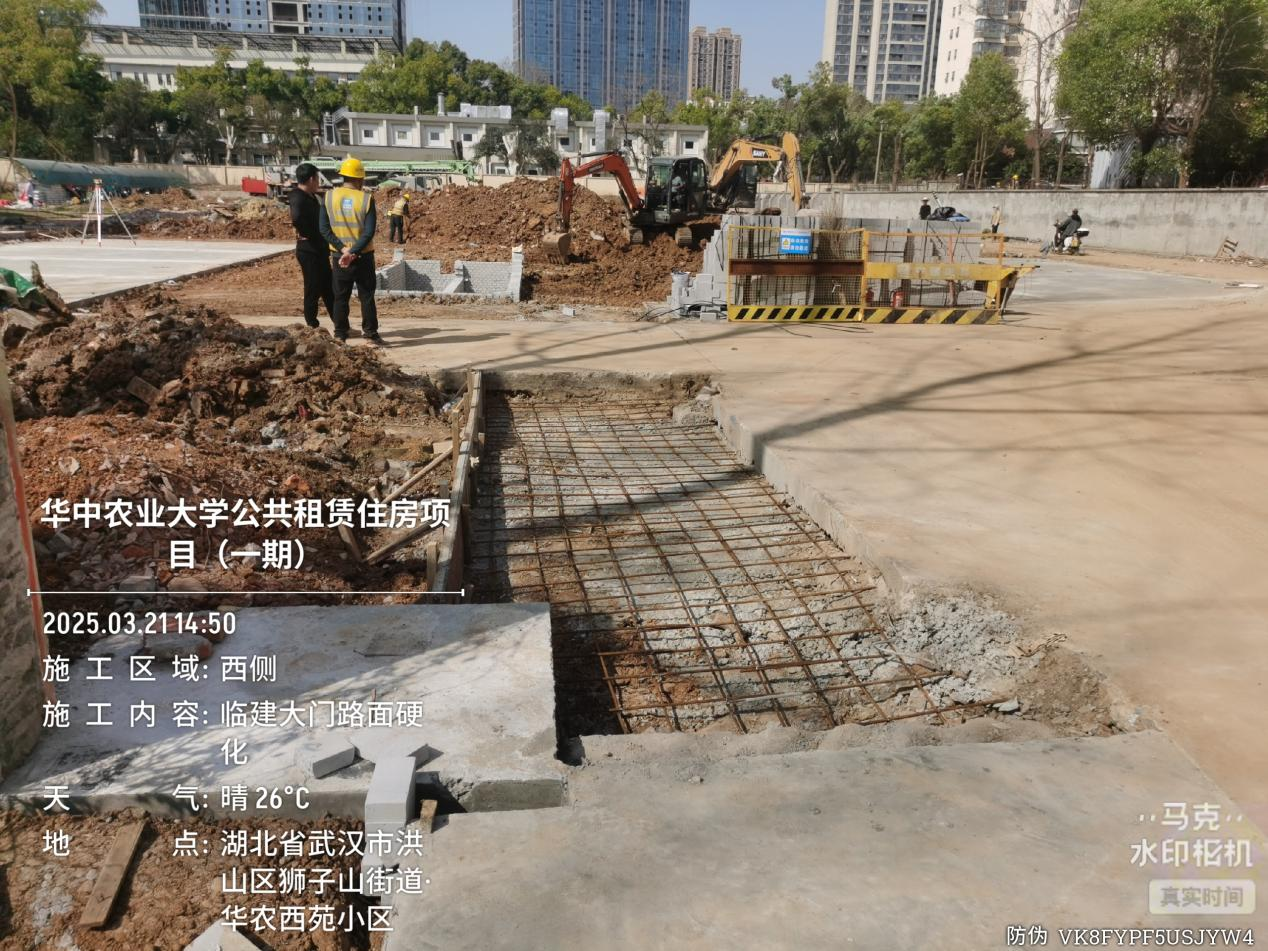 华中农业大学公共租赁住房项
目（一期）
2025.03.21 14:50
施工区域：西侧
施工内容：临建大门路面硬
化
天气：晴 26°C
地点：湖北省武汉市洪
山区狮子山街道·
华农西苑小区
SANY
马克
水印相机
真实时间
防伪 VK8FYPF5USJYW4